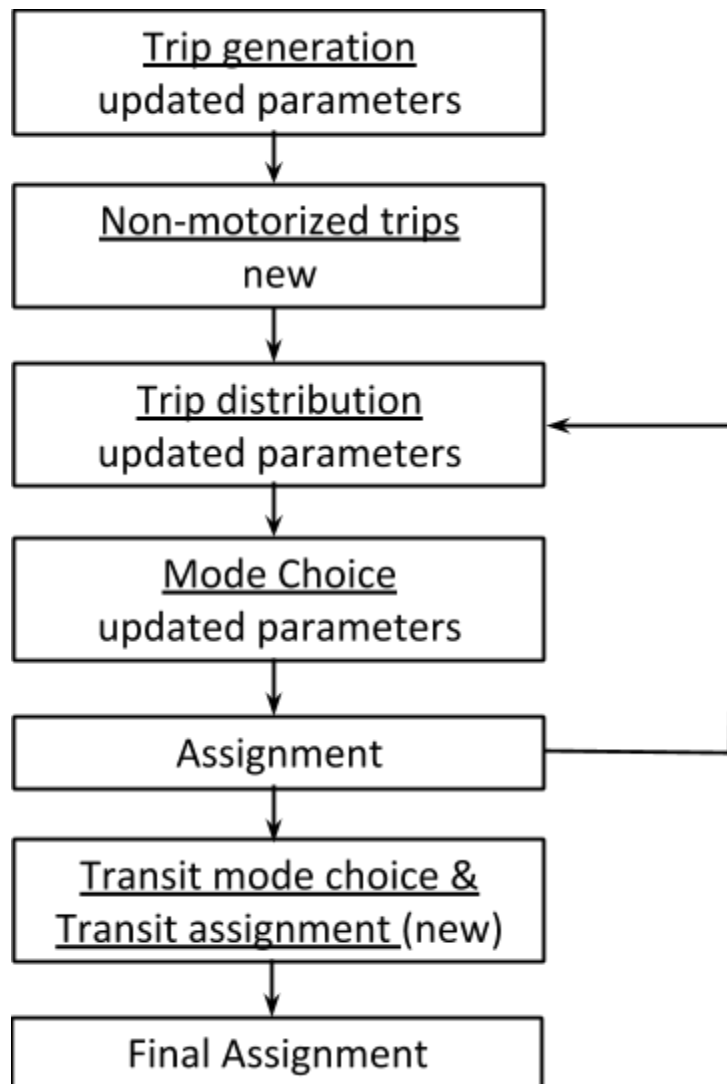 Trip generation
updated parameters
Non-motorized trips
new
Trip distribution
updated parameters
Mode Choice
updated parameters
Assignment
Transit mode choice &
Transit assignment (new)
Final Assignment